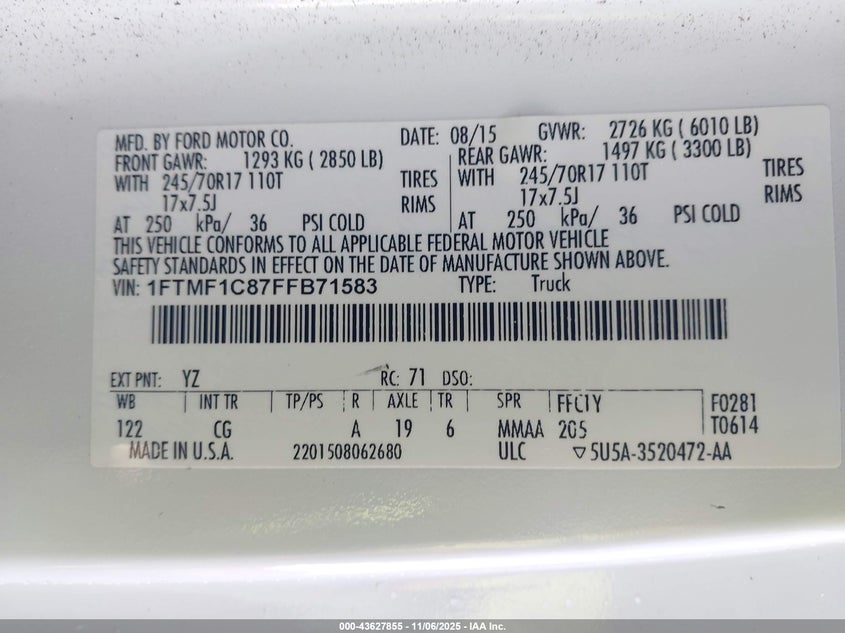 MFD. BY FORD MOTOR CO. DATE: 08/15 GVWR: 2726 KG ( 6010 LB)
FRONT GAWR: 1293 KG ( 2850 LB) REAR GAWR: 1497 KG ( 3300 LB)
WITH 245/70R17 110T TIRES WITH 245/70R17 110T TIRES
17x7.5J RIMS 17x7.5J RIMS
AT 250 kPa/ 36 PSI COLD AT 250 kPa/ 36 PSI COLD
THIS VEHICLE CONFORMS TO ALL APPLICABLE FEDERAL MOTOR VEHICLE
SAFETY STANDARDS IN EFFECT ON THE DATE OF MANUFACTURE SHOWN ABOVE.
VIN: 1FTMF1C87FFB71583 TYPE: Truck
EXT PNT: YZ RC: 71 DSO:
WB INT TR TP/PS R AXLE TR SPR FFC1Y F0281
122 CG A 19 6 MMAA 205 T0614
MADE IN U.S.A. 2201508062680 ULC ▽5U5A-3520472-AA
000-43627855 - 11/06/2025 - IAA Inc.